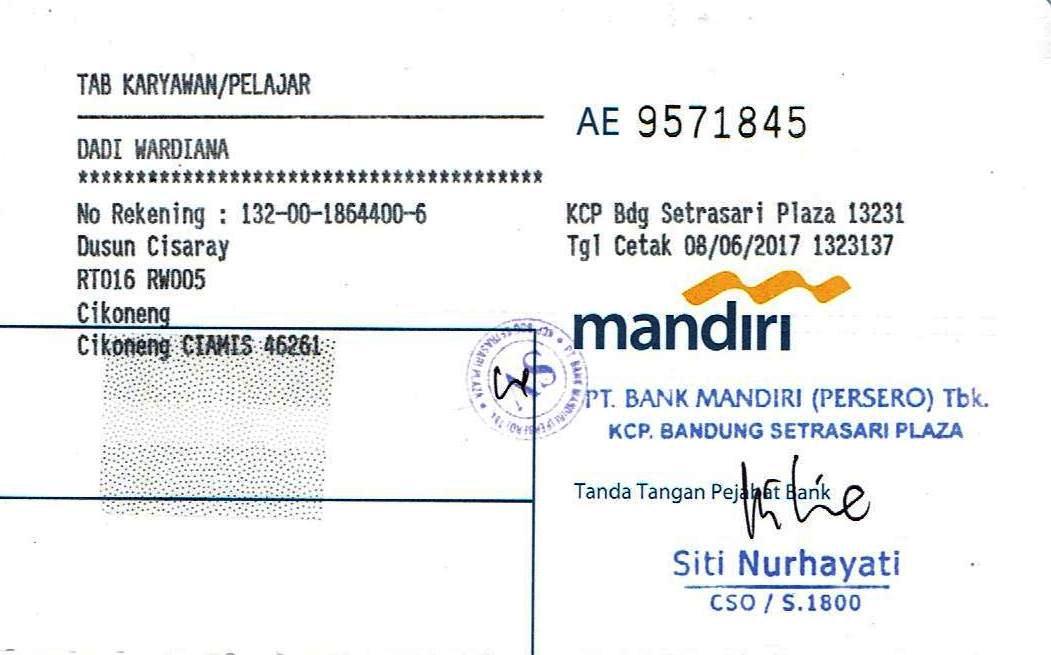 TAB KARYAWAN/PELAJAR
DADI WARDIANA
*****************************************
No Rekening : 132-00-1864400-6
Dusun Cisaray
RT016 RW005
Cikoneng
Cikoneng CIAMIS 46261
AE 9571845
KCP Bdg Setrasari Plaza 13231
Tgl Cetak 08/06/2017 1323137
mandırı
PT. BANK MANDIRI (PERSERO) Tbk.
KCP. BANDUNG SETRASARI PLAZA
Tanda Tangan Pejabat Bank
Siti Nurhayati
CSO / S.1800